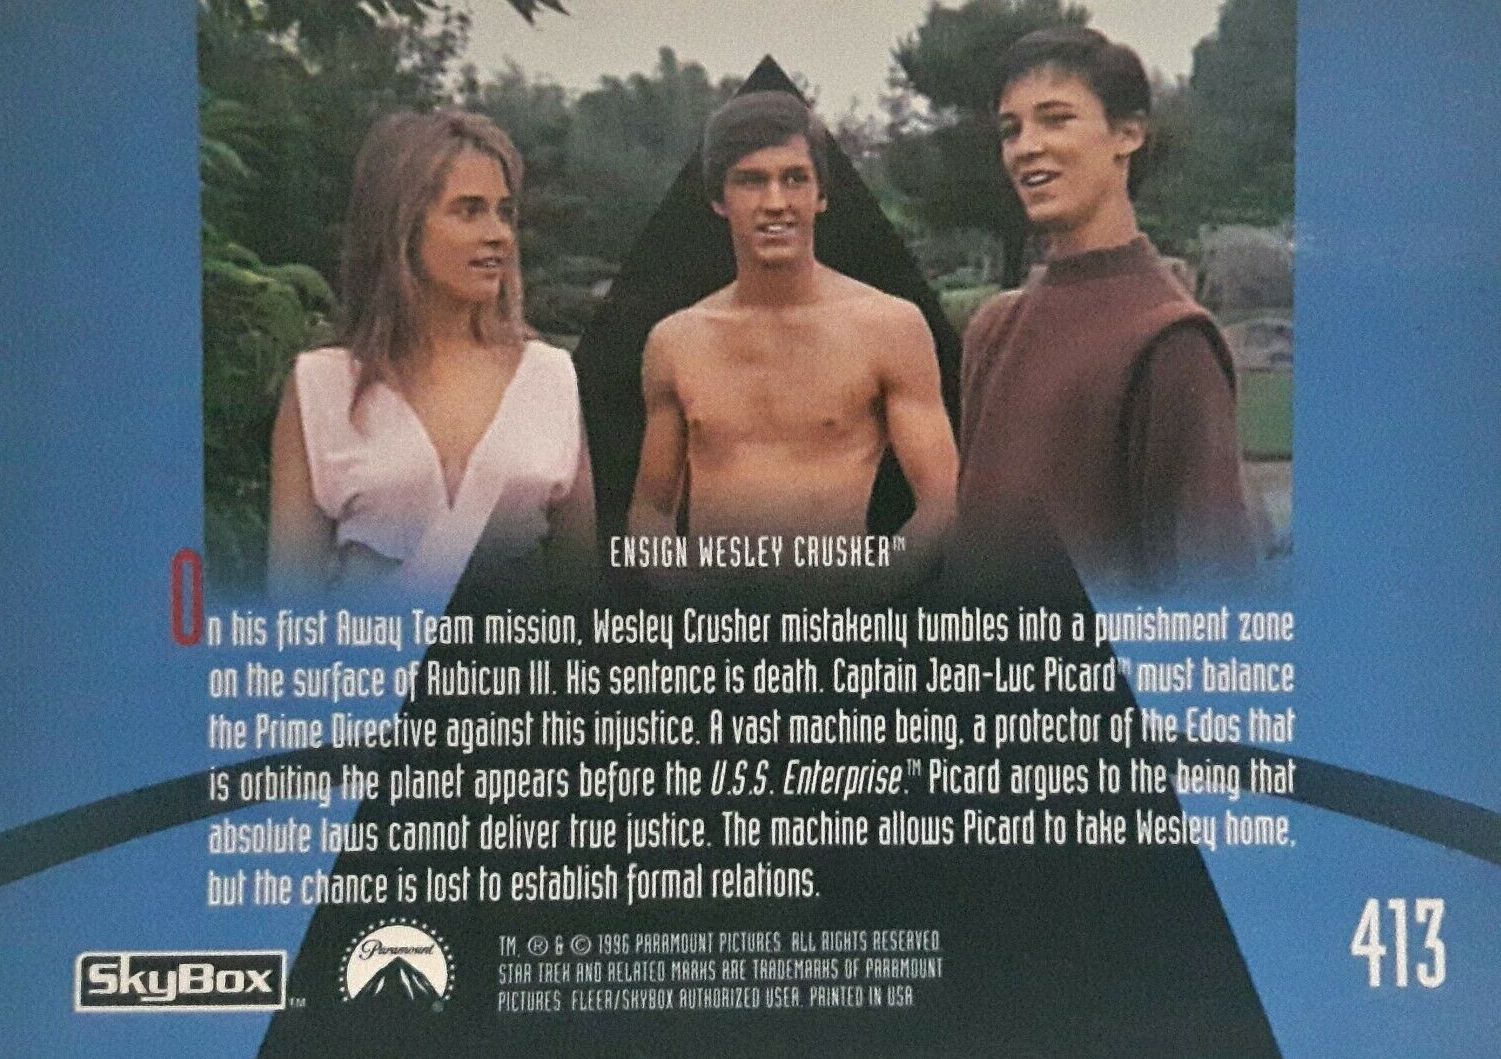 ENSIGN WESLEY CRUSHER™
On his first Away Team mission, Wesley Crusher mistakenly tumbles into a punishment zone
on the surface of Rubicun III. His sentence is death. Captain Jean-Luc Picard™ must balance
the Prime Directive against this injustice. A vast machine being, a protector of the Edos that
is orbiting the planet appears before the U.S.S. Enterprise.™ Picard argues to the being that
absolute laws cannot deliver true justice. The machine allows Picard to take Wesley home,
but the chance is lost to establish formal relations.
413
SkyBox™
Paramount
TM, ® & © 1996 PARAMOUNT PICTURES. ALL RIGHTS RESERVED.
STAR TREK AND RELATED MARKS ARE TRADEMARKS OF PARAMOUNT
PICTURES. FLEER/SKYBOX AUTHORIZED USER. PRINTED IN USA